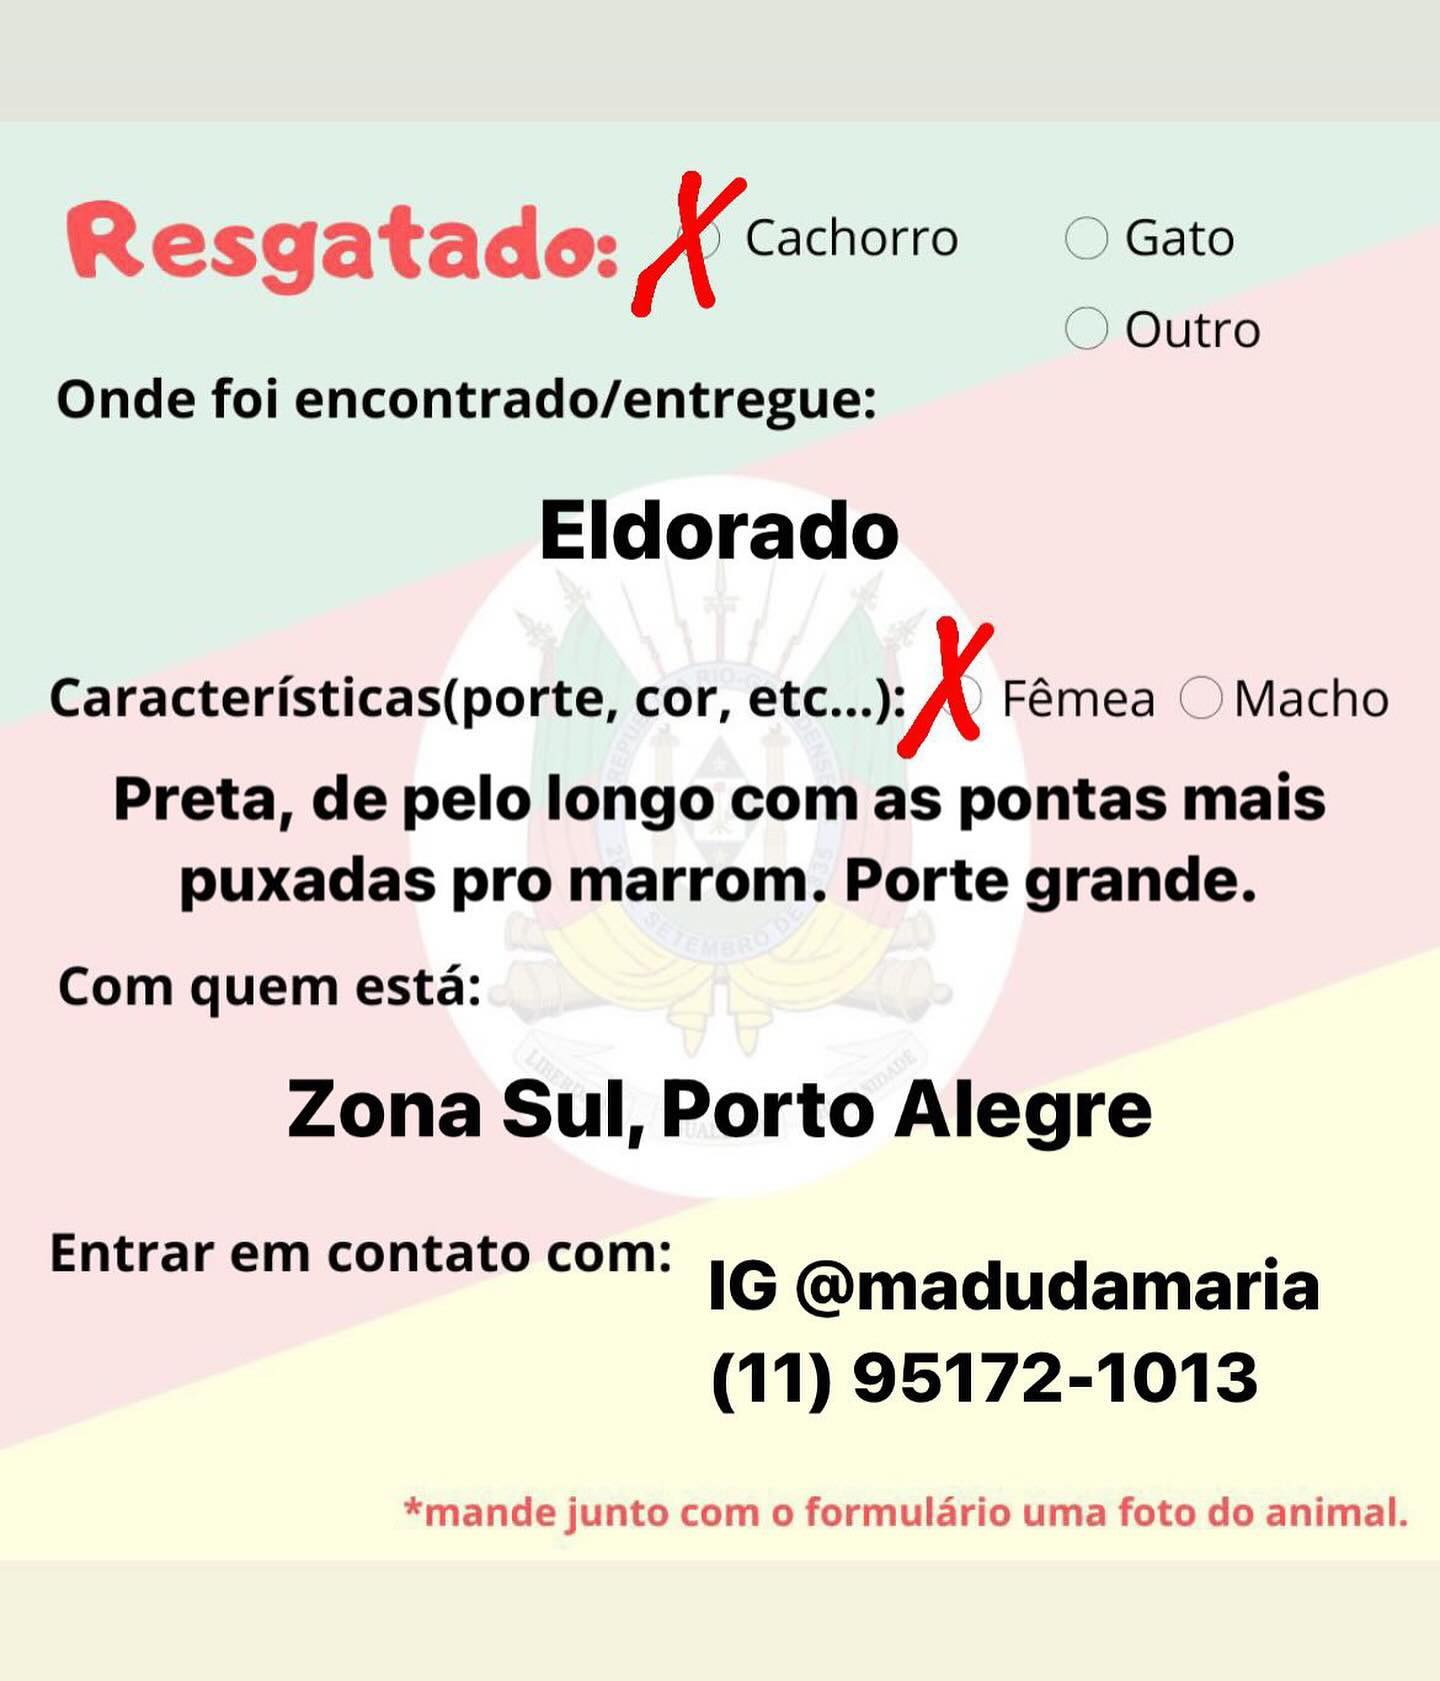 Resgatado: Cachorro Gato
Outro
Onde foi encontrado/entregue:
Eldorado
Características(porte, cor, etc...): Fêmea Macho
Preta, de pelo longo com as pontas mais
puxadas pro marrom. Porte grande.
Com quem está:
Zona Sul, Porto Alegre
Entrar em contato com:
IG @madudamaria
(11) 95172-1013
*mande junto com o formulário uma foto do animal.